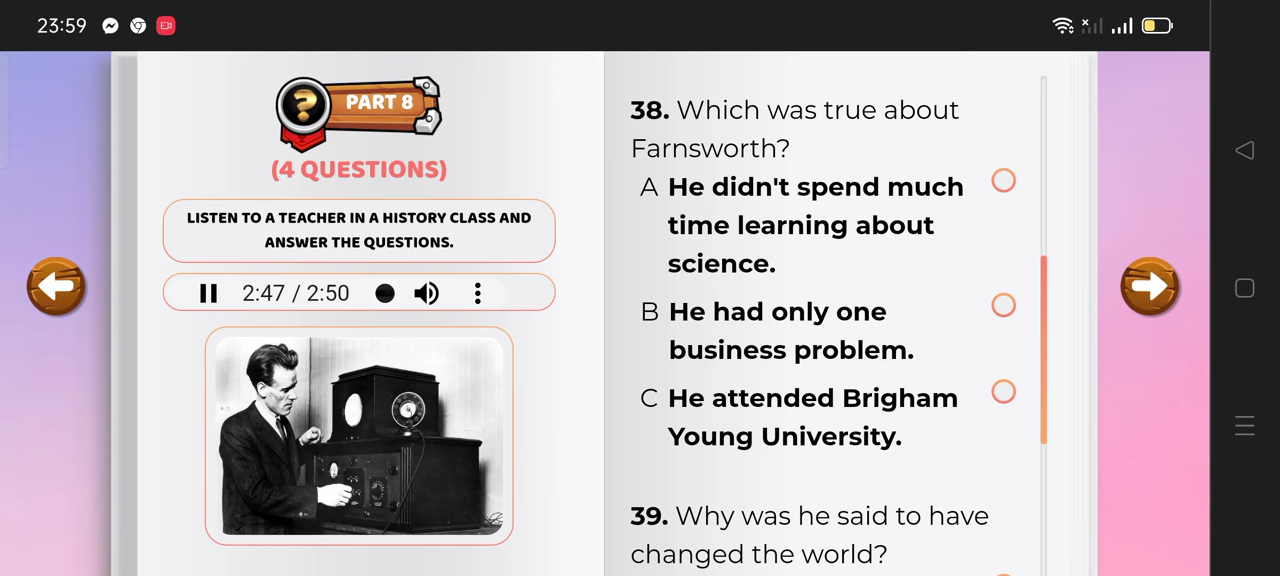 23:59
PART 8
(4 QUESTIONS)
LISTEN TO A TEACHER IN A HISTORY CLASS AND
ANSWER THE QUESTIONS.
2:47 / 2:50
38. Which was true about
Farnsworth?
A He didn't spend much
time learning about
science.
B He had only one
business problem.
C He attended Brigham
Young University.
39. Why was he said to have
changed the world?